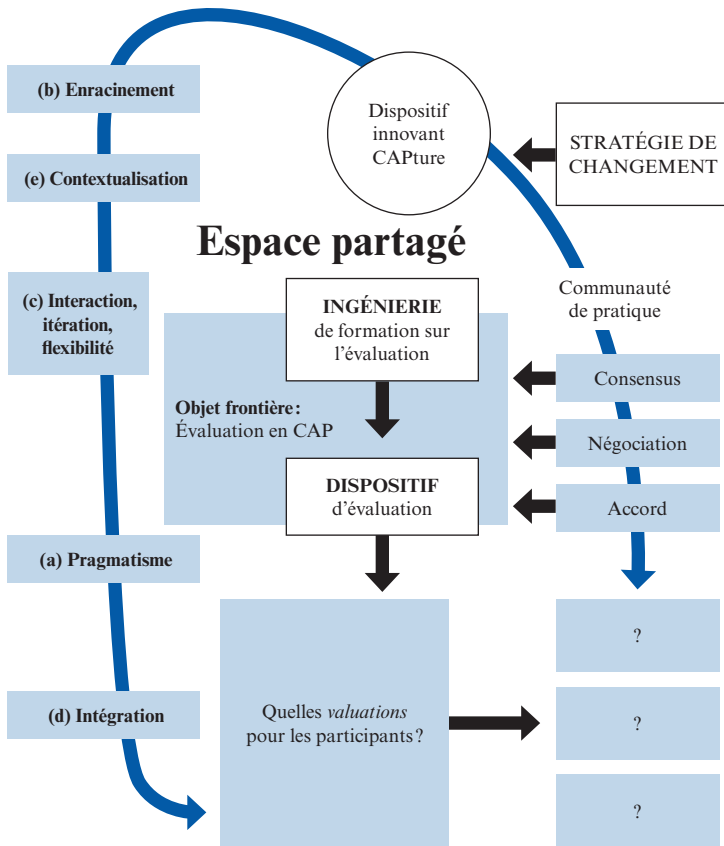 (b) Enracinement
Dispositif
innovant
CAPture
STRATÉGIE DE
CHANGEMENT
(e) Contextualisation
Espace partagé
(c) Interaction,
itération,
flexibilité
INGÉNIERIE
de formation sur
l’évaluation
Communauté
de pratique
Objet frontière :
Évaluation en CAP
Consensus
Négociation
DISPOSITIF
d’évaluation
Accord
(a) Pragmatisme
?
(d) Intégration
Quelles valuations
pour les participants ?
?
?